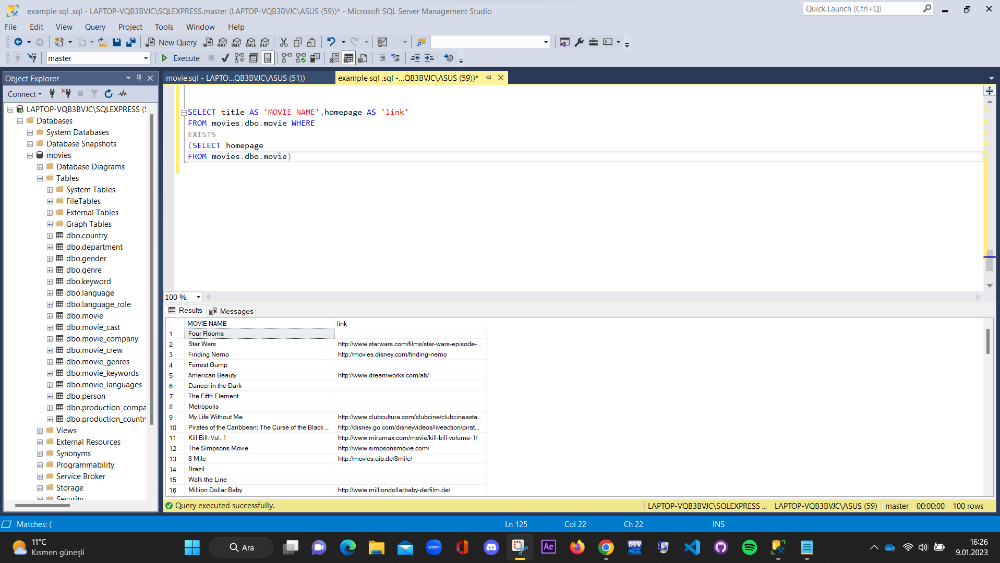 example sql .sql - LAPTOP-VQB3BVJC\SQLEXPRESS.master (LAPTOP-VQB3BVJC\ASUS (59))* - Microsoft SQL Server Management Studio
Quick Launch (Ctrl+Q)
File Edit View Query Project Tools Window Help
New Query
MDX DMX XMLA DAX
master
Execute
Object Explorer
movie.sql - LAPTO...QB3BVJC\ASUS (51))
example sql .sql -...QB3BVJC\ASUS (59))*
Connect
LAPTOP-VQB3BVJC\SQLEXPRESS (S
Databases
System Databases
Database Snapshots
movies
Database Diagrams
Tables
System Tables
FileTables
External Tables
Graph Tables
dbo.country
dbo.department
dbo.gender
dbo.genre
dbo.keyword
dbo.language
dbo.language_role
dbo.movie
dbo.movie_cast
dbo.movie_company
dbo.movie_crew
dbo.movie_genres
dbo.movie_keywords
dbo.movie_languages
dbo.person
dbo.production_compa
dbo.production_country
Views
External Resources
Synonyms
Programmability
Service Broker
Storage
Security
SELECT title AS 'MOVIE NAME',homepage AS 'link'
FROM movies.dbo.movie WHERE
EXISTS
(SELECT homepage
FROM movies.dbo.movie)
100 %
Results Messages
MOVIE NAME link
1 Four Rooms
2 Star Wars http://www.starwars.com/films/star-wars-episode-...
3 Finding Nemo http://movies.disney.com/finding-nemo
4 Forrest Gump
5 American Beauty http://www.dreamworks.com/ab/
6 Dancer in the Dark
7 The Fifth Element
8 Metropolis
9 My Life Without Me http://www.clubcultura.com/clubcine/clubcineasta...
10 Pirates of the Caribbean: The Curse of the Black ... http://disney.go.com/disneyvideos/liveaction/pirat...
11 Kill Bill: Vol. 1 http://www.miramax.com/movie/kill-bill-volume-1/
12 The Simpsons Movie http://www.simpsonsmovie.com/
13 8 Mile http://movies.uip.de/8mile/
14 Brazil
15 Walk the Line
16 Million Dollar Baby http://www.milliondollarbaby-derfilm.de/
Query executed successfully.
LAPTOP-VQB3BVJC\SQLEXPRESS ... LAPTOP-VQB3BVJC\ASUS (59) master 00:00:00 100 rows
Matches: (
Ln 125 Col 22 Ch 22 INS
11°C
Kısmen güneşli
Ara
zoom
Ae
DEV
16:26
9.01.2023